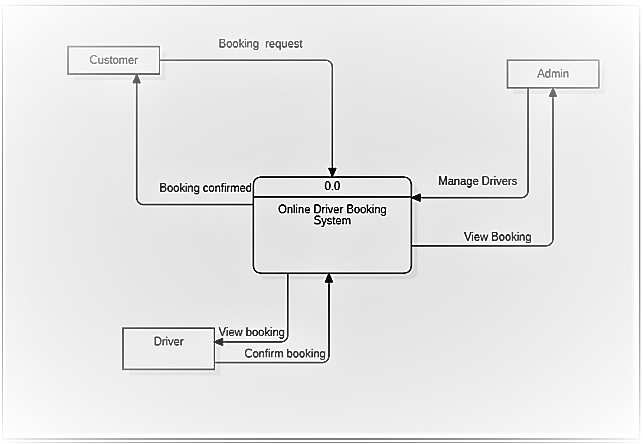 Booking request
Customer
Admin
Booking confirmed
0.0
Manage Drivers
Online Driver Booking
System
View Booking
View booking
Driver
Confirm booking